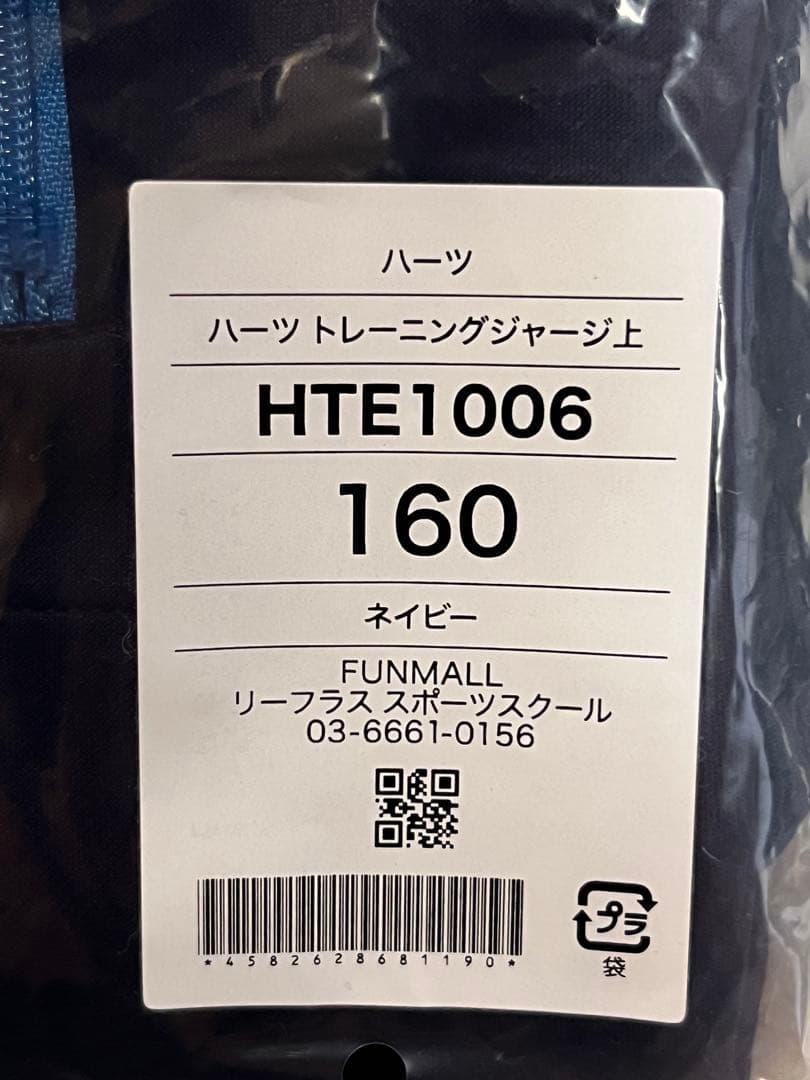 ハーツ
ハーツ トレーニングジャージ上
HTE1006
160
ネイビー
FUNMALL
リーフラス スポーツスクール
03-6661-0156
*4582628681190*
プラ
袋